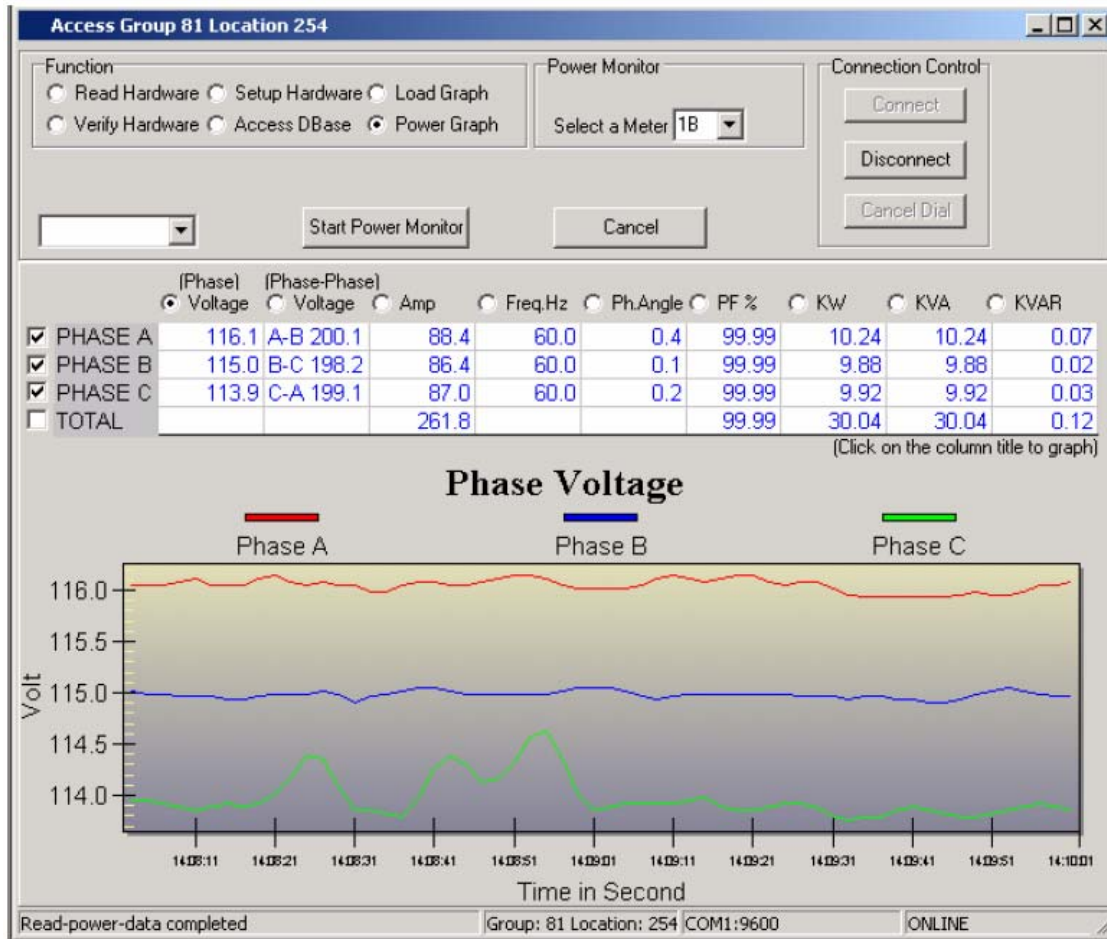 Access Group 81 Location 254
Function
Read Hardware Setup Hardware Load Graph
Verify Hardware Access DBase Power Graph
Power Monitor
Select a Meter 1B
Connection Control
Connect
Disconnect
Cancel Dial
Start Power Monitor Cancel
(Phase) (Phase-Phase)
Voltage Voltage Amp Freq.Hz Ph.Angle PF % KW KVA KVAR
PHASE A 116.1 A-B 200.1 88.4 60.0 0.4 99.99 10.24 10.24 0.07
PHASE B 115.0 B-C 198.2 86.4 60.0 0.1 99.99 9.88 9.88 0.02
PHASE C 113.9 C-A 199.1 87.0 60.0 0.2 99.99 9.92 9.92 0.03
TOTAL 261.8 99.99 30.04 30.04 0.12
(Click on the column title to graph)
Phase Voltage
Phase A Phase B Phase C
Volt
116.0
115.5
115.0
114.5
114.0
14:08:11 14:08:21 14:08:31 14:08:41 14:08:51 14:09:01 14:09:11 14:09:21 14:09:31 14:09:41 14:09:51 14:10:01
Time in Second
Read-power-data completed Group: 81 Location: 254 COM1:9600 ONLINE